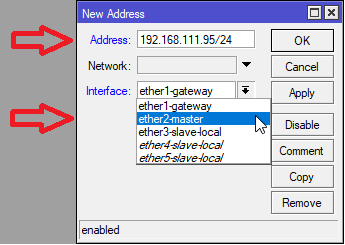 New Address
Address: 192.168.111.95/24
OK
Network:
Cancel
Interface: ether1-gateway
Apply
ether1-gateway
ether2-master
Disable
ether3-slave-local
ether4-slave-local
Comment
ether5-slave-local
Copy
Remove
enabled